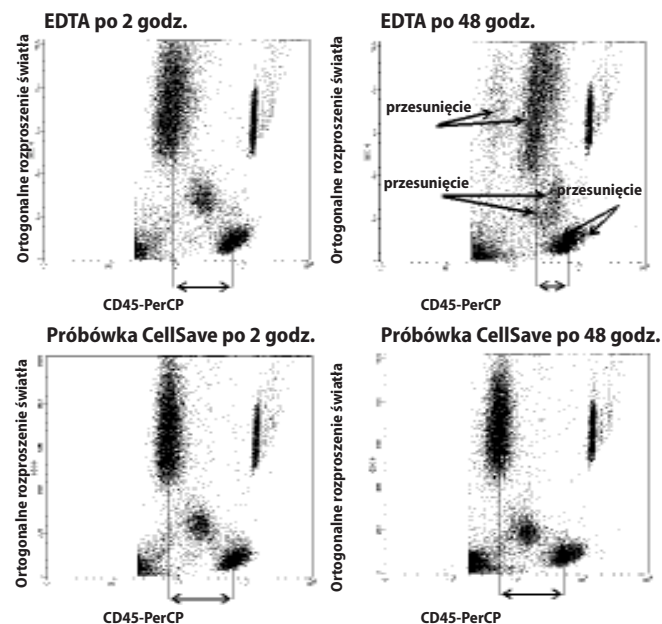 EDTA po 2 godz.
Ortogonalne rozproszenie światła
CD45-PerCP
EDTA po 48 godz.
Ortogonalne rozproszenie światła
przesunięcie
przesunięcie
przesunięcie
CD45-PerCP
Próbówka CellSave po 2 godz.
Ortogonalne rozproszenie światła
CD45-PerCP
Próbówka CellSave po 48 godz.
Ortogonalne rozproszenie światła
CD45-PerCP